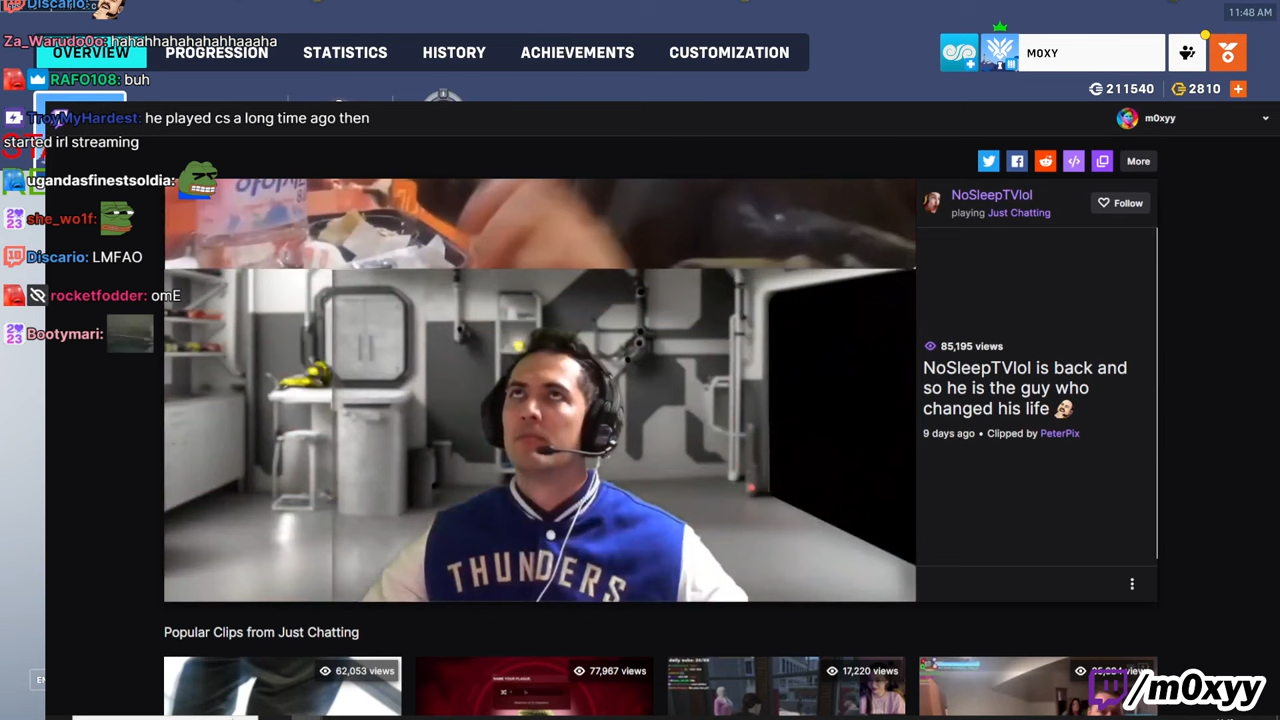 Discario:
11:48 AM
Za_Warudo0o: hahahhahahahhaaaha
OVERVIEW PROGRESSION STATISTICS HISTORY ACHIEVEMENTS CUSTOMIZATION
MOXY
RAFO108: buh
211540 2810
TroyMyHardest: he played cs a long time ago then
started irl streaming
m0xyy
More
ugandasfinestsoldia:
she_wo1f:
Discario: LMFAO
rocketfodder: omE
Bootymari:
NoSleepTVlol
playing Just Chatting
Follow
85,195 views
NoSleepTVlol is back and
so he is the guy who
changed his life
9 days ago • Clipped by PeterPix
THUNDERS
Popular Clips from Just Chatting
62,053 views
77,967 views
17,220 views
/m0xyy